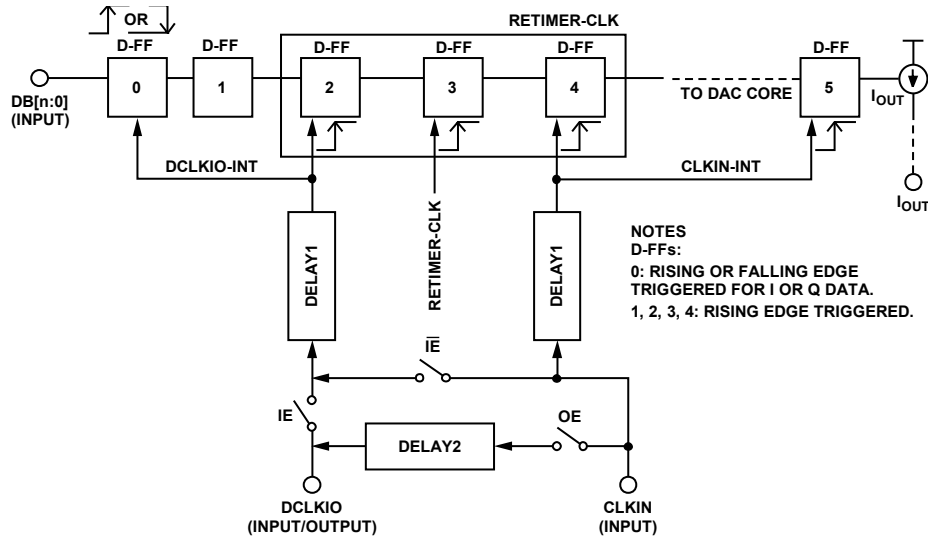 OR
RETIMER-CLK
D-FF
D-FF
D-FF
D-FF
D-FF
D-FF
0
1
2
3
4
5
DB[n:0]
(INPUT)
TO DAC CORE
IOUT
DCLKIO-INT
CLKIN-INT
IOUT
DELAY1
RETIMER-CLK
DELAY1
NOTES
D-FFs:
0: RISING OR FALLING EDGE
TRIGGERED FOR I OR Q DATA.
1, 2, 3, 4: RISING EDGE TRIGGERED.
IE
IE
OE
DELAY2
DCLKIO
(INPUT/OUTPUT)
CLKIN
(INPUT)